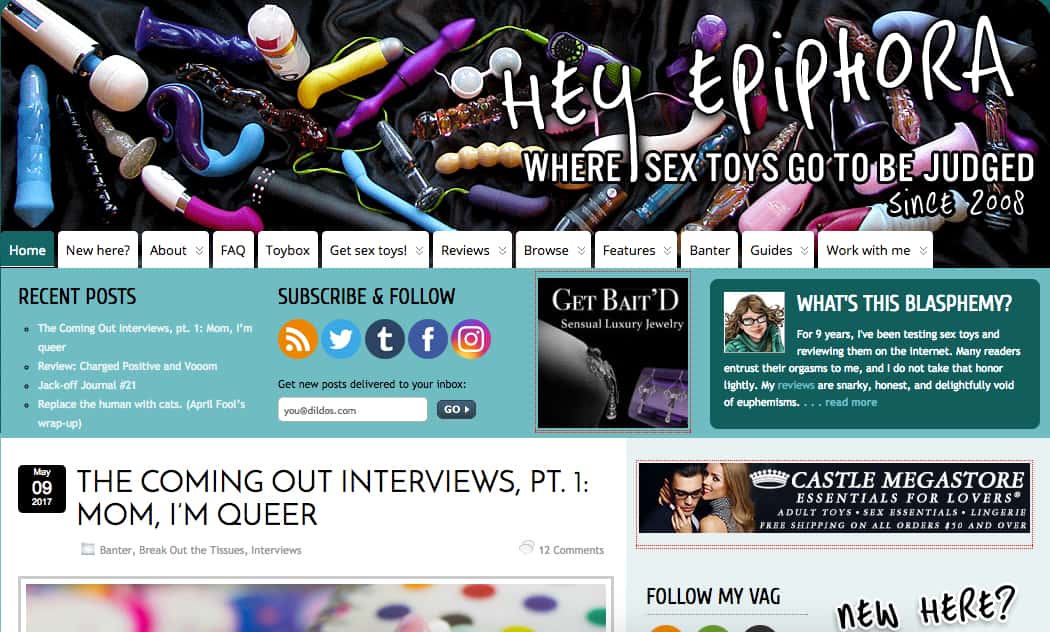 HEY EPIPHORA
WHERE SEX TOYS GO TO BE JUDGED
SINCE 2008
Home
New here?
About
FAQ
Toybox
Get sex toys!
Reviews
Browse
Features
Banter
Guides
Work with me
RECENT POSTS
The Coming Out Interviews, pt. 1: Mom, I'm
queer
Review: Charged Positive and Vooom
Jack-off Journal #21
Replace the human with cats. (April Fool's
wrap-up)
SUBSCRIBE & FOLLOW
Get new posts delivered to your inbox:
you@dildos.com
GO
GET BAIT'D
Sensual Luxury Jewelry
WHAT'S THIS BLASPHEMY?
For 9 years, I've been testing sex toys and
reviewing them on the internet. Many readers
entrust their orgasms to me, and I do not take that honor
lightly. My reviews are snarky, honest, and delightfully void
of euphemisms. . . . read more
May
09
2017
THE COMING OUT INTERVIEWS, PT. 1:
MOM, I'M QUEER
Banter, Break Out the Tissues, Interviews
12 Comments
CASTLE MEGASTORE
ESSENTIALS FOR LOVERS®
ADULT TOYS • SEX ESSENTIALS • LINGERIE
FREE SHIPPING ON ALL ORDERS $50 AND OVER
FOLLOW MY VAG
NEW HERE?